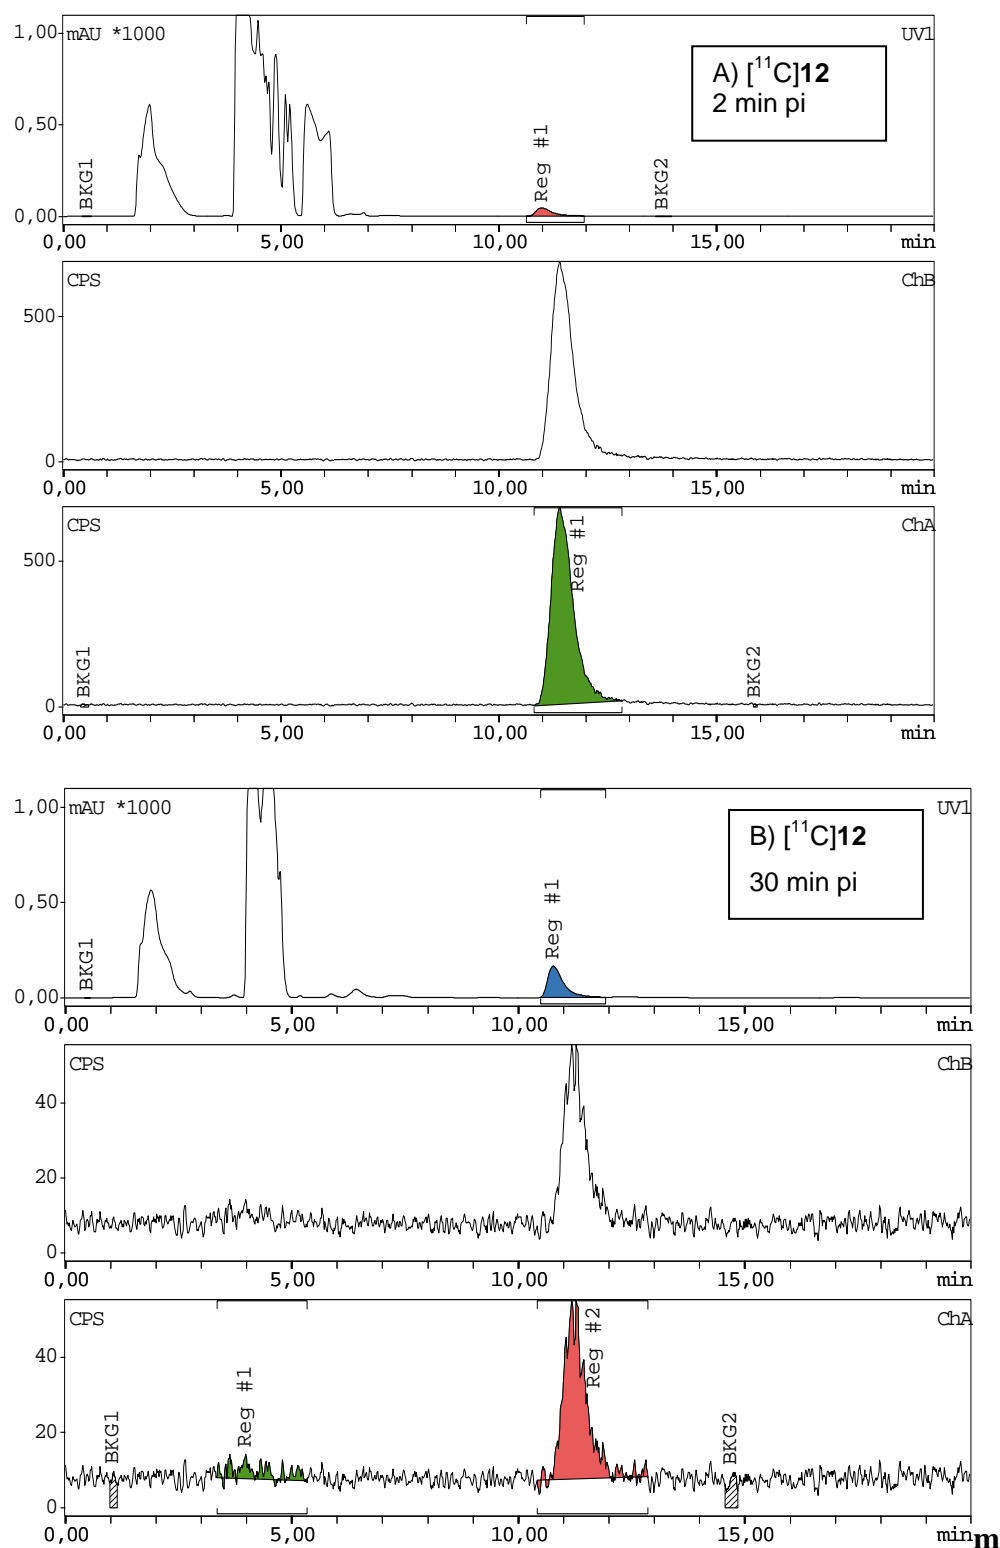 1,00
mAU *1000
UV1
A) [¹¹C]12
2 min pi
0,50
BKG1
Reg #1
BKG2
0,00
0,00 5,00 10,00 15,00 min
CPS
ChB
500
0
0,00 5,00 10,00 15,00 min
CPS
ChA
Reg #1
500
BKG1
BKG2
0
0,00 5,00 10,00 15,00 min
1,00
mAU *1000
UV1
B) [¹¹C]12
30 min pi
0,50
BKG1
Reg #1
0,00
0,00 5,00 10,00 15,00 min
CPS
ChB
40
20
0
0,00 5,00 10,00 15,00 min
CPS
ChA
40
Reg #2
Reg #1
20
BKG1
BKG2
0
0,00 5,00 10,00 15,00 min
m